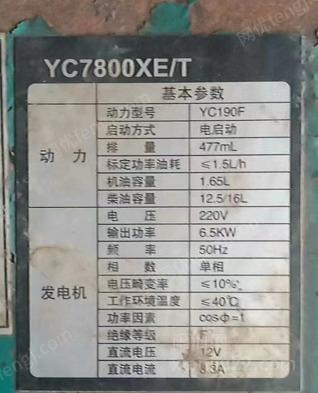 YC7800XE/T
基本参数
动力
动力型号 YC190F
启动方式 电启动
排量 477mL
标定功率油耗 ≤1.5L/h
机油容量 1.65L
柴油容量 12.5/16L
发电机
电压 220V
输出功率 6.5KW
频率 50Hz
相数 单相
电压畸变率 ≤10%
工作环境温度 ≤40℃
功率因素 cosΦ=1
绝缘等级 F
直流电压 12V
直流电流 8.3A